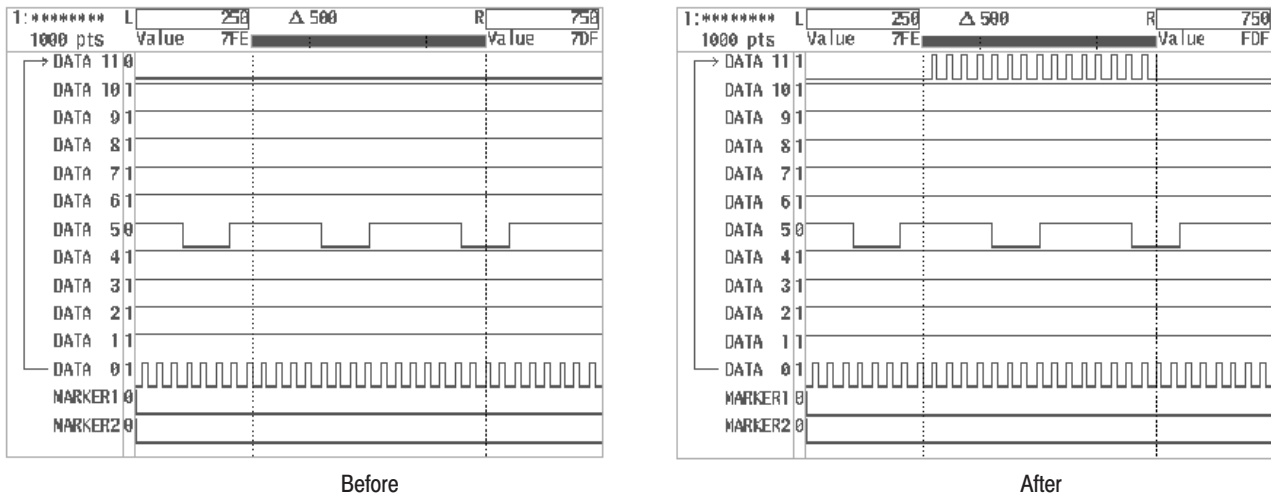 1:******** L 250 Δ 500 R 750
1000 pts Value 7FE Value 7DF
DATA 11 0
DATA 10 1
DATA 9 1
DATA 8 1
DATA 7 1
DATA 6 1
DATA 5 0
DATA 4 1
DATA 3 1
DATA 2 1
DATA 1 1
DATA 0 1
MARKER1 0
MARKER2 0
Before
1:******** L 250 Δ 500 R 750
1000 pts Value 7FE Value FDF
DATA 11 1
DATA 10 1
DATA 9 1
DATA 8 1
DATA 7 1
DATA 6 1
DATA 5 0
DATA 4 1
DATA 3 1
DATA 2 1
DATA 1 1
DATA 0 1
MARKER1 0
MARKER2 0
After